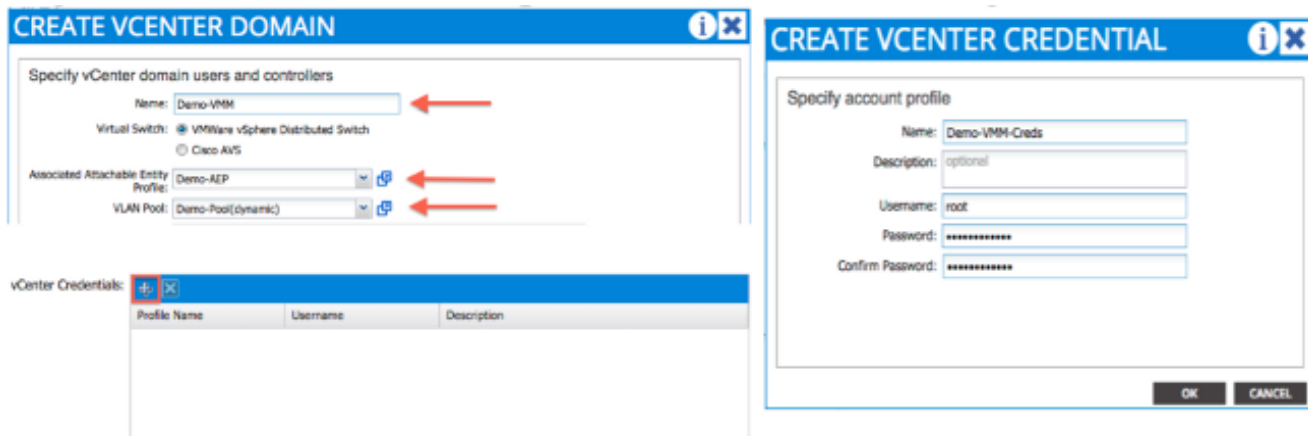 CREATE VCENTER DOMAIN
Specify vCenter domain users and controllers
Name: Demo-VMM
Virtual Switch: VMWare vSphere Distributed Switch
Cisco AVS
Associated Attachable Entity
Profile: Demo-AEP
VLAN Pool: Demo-Pool(dynamic)
vCenter Credentials:
Profile Name Username Description
CREATE VCENTER CREDENTIAL
Specify account profile
Name: Demo-VMM-Creds
Description: optional
Username: root
Password: ••••••••••••
Confirm Password: ••••••••••••
OK CANCEL